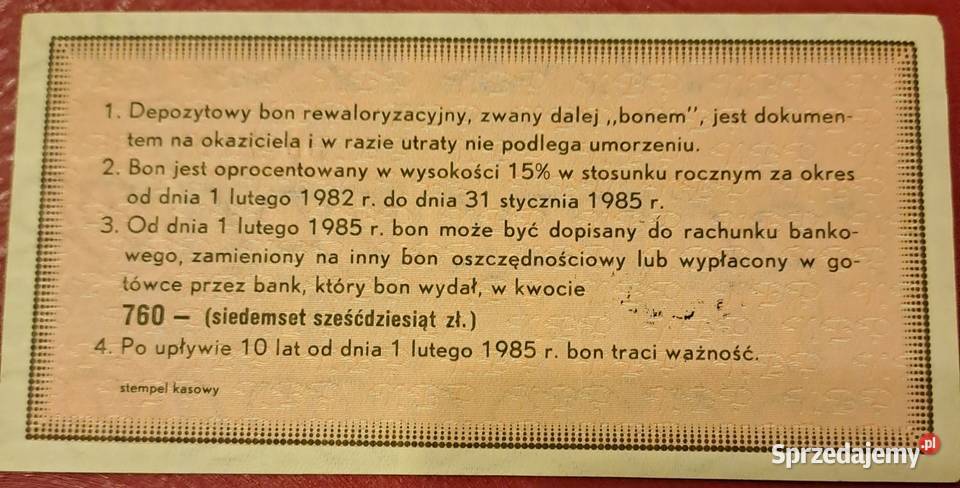 1. Depozytowy bon rewaloryzacyjny, zwany dalej ,,bonem", jest dokumen-
tem na okaziciela i w razie utraty nie podlega umorzeniu.
2. Bon jest oprocentowany w wysokości 15% w stosunku rocznym za okres
od dnia 1 lutego 1982 r. do dnia 31 stycznia 1985 r.
3. Od dnia 1 lutego 1985 r. bon może być dopisany do rachunku banko-
wego, zamieniony na inny bon oszczędnościowy lub wypłacony w go-
tówce przez bank, który bon wydał, w kwocie
760 — (siedemset sześćdziesiąt zł.)
4. Po upływie 10 lat od dnia 1 lutego 1985 r. bon traci ważność.
stempel kasowy
Sprzedajemy.pl